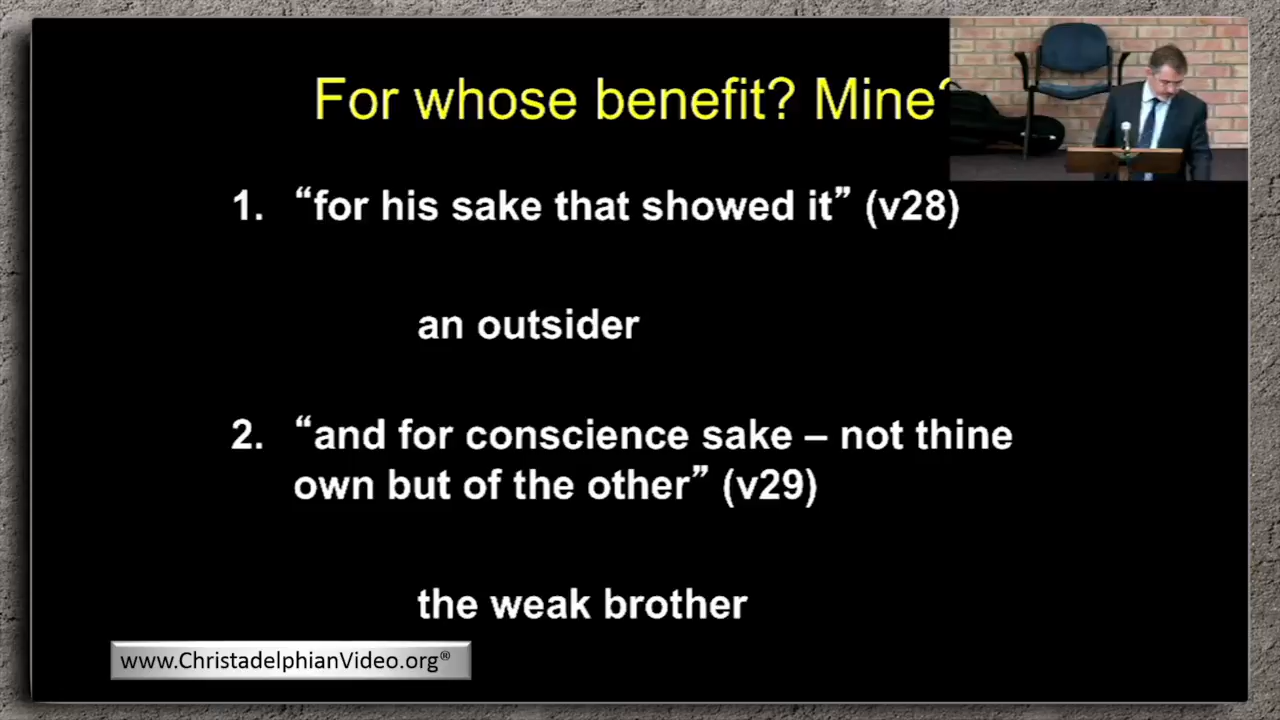 For whose benefit? Mine?
1. “for his sake that showed it” (v28)
an outsider
2. “and for conscience sake – not thine
own but of the other” (v29)
the weak brother
www.ChristadelphianVideo.org®